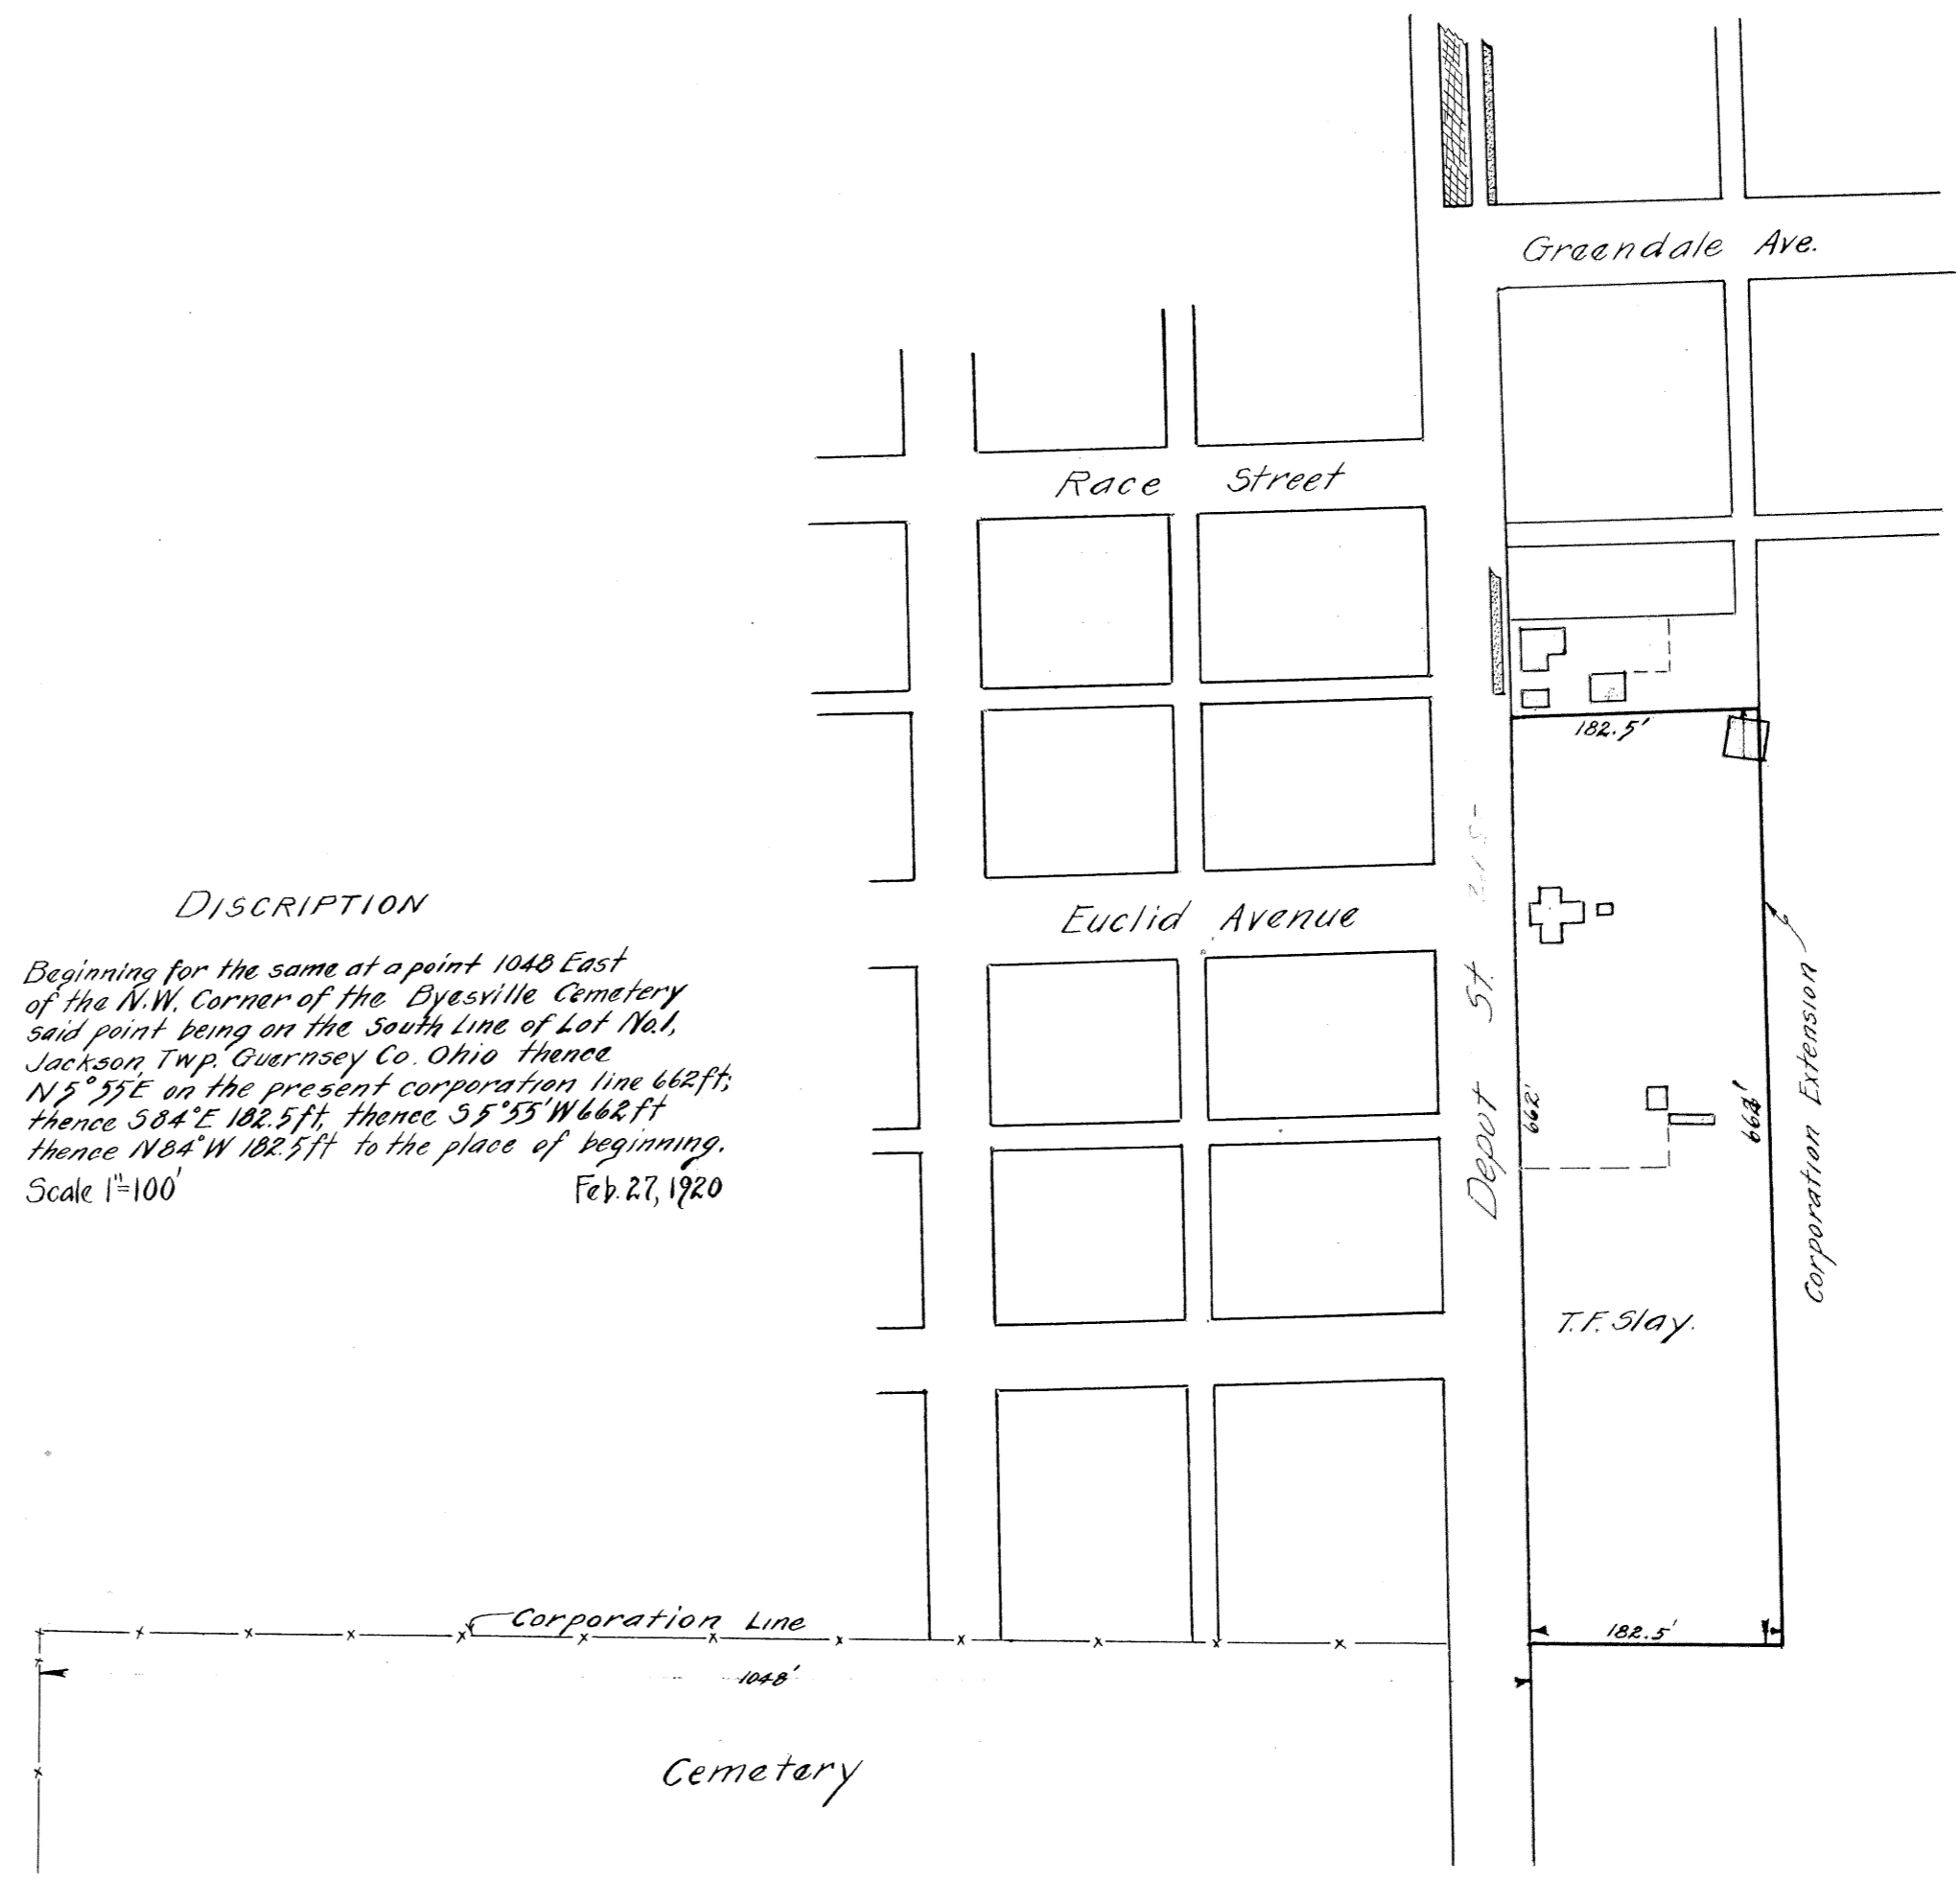 Greendale Ave.
Race Street
182.5'
DISCRIPTION
Beginning for the same at a point 1048 East
of the N.W. Corner of the Byesville Cemetery
said point being on the South Line of Lot No.1,
Jackson, Twp. Guernsey Co. Ohio thence
N5°55'E on the present corporation line 662ft;
thence S84°E 182.5ft, thence S5°55'W 662ft
thence N84°W 182.5ft to the place of beginning.
Scale 1"=100'
Feb. 27, 1920
Euclid Avenue
Depot St.
662'
662'
Corporation Extension
T.F. Slay.
Corporation Line
1048'
182.5'
Cemetery